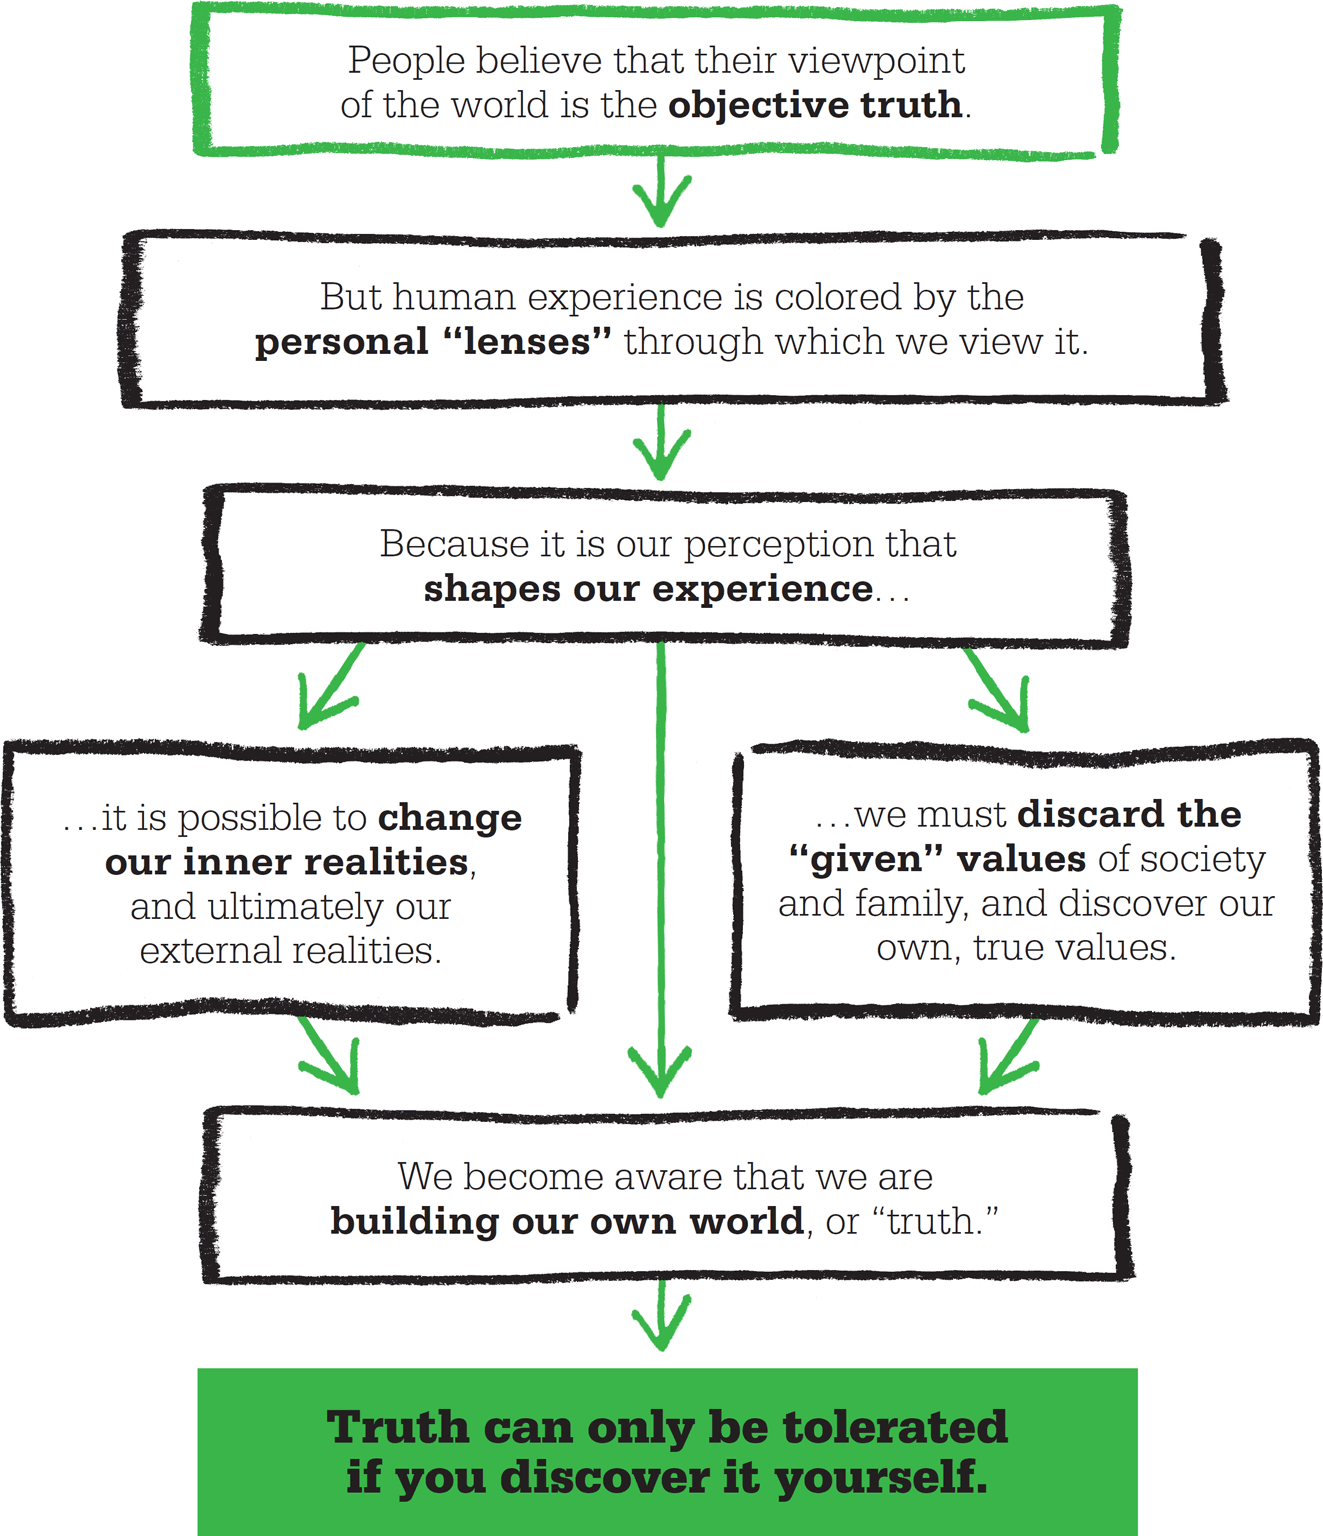 People believe that their viewpoint
of the world is the objective truth.
But human experience is colored by the
personal “lenses” through which we view it.
Because it is our perception that
shapes our experience…
…it is possible to change
our inner realities,
and ultimately our
external realities.
…we must discard the
“given” values of society
and family, and discover our
own, true values.
We become aware that we are
building our own world, or “truth.”
Truth can only be tolerated
if you discover it yourself.